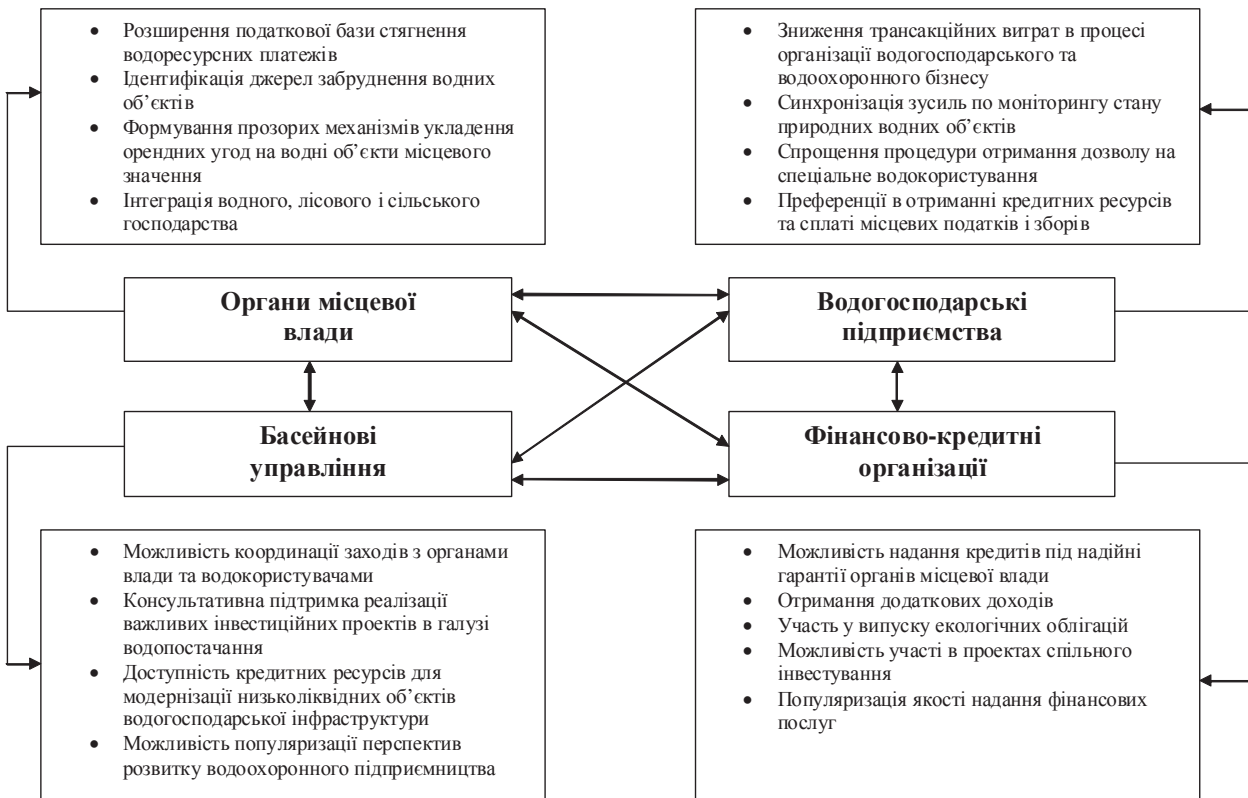 • Розширення податкової бази стягнення
водоресурсних платежів
• Ідентифікація джерел забруднення водних
об’єктів
• Формування прозорих механізмів укладення
орендних угод на водні об’єкти місцевого
значення
• Інтеграція водного, лісового і сільського
господарства
• Зниження трансакційних витрат в процесі
організації водогосподарського та
водоохоронного бізнесу
• Синхронізація зусиль по моніторингу стану
природних водних об’єктів
• Спрощення процедури отримання дозволу на
спеціальне водокористування
• Преференції в отриманні кредитних ресурсів
та сплаті місцевих податків і зборів
Органи місцевої
влади
Водогосподарські
підприємства
Басейнові
управління
Фінансово-кредитні
організації
• Можливість координації заходів з органами
влади та водокористувачами
• Консультативна підтримка реалізації
важливих інвестиційних проектів в галузі
водопостачання
• Доступність кредитних ресурсів для
модернізації низьколіквідних об’єктів
водогосподарської інфраструктури
• Можливість популяризації перспектив
розвитку водоохоронного підприємництва
• Можливість надання кредитів під надійні
гарантії органів місцевої влади
• Отримання додаткових доходів
• Участь у випуску екологічних облігацій
• Можливість участі в проектах спільного
інвестування
• Популяризація якості надання фінансових
послуг